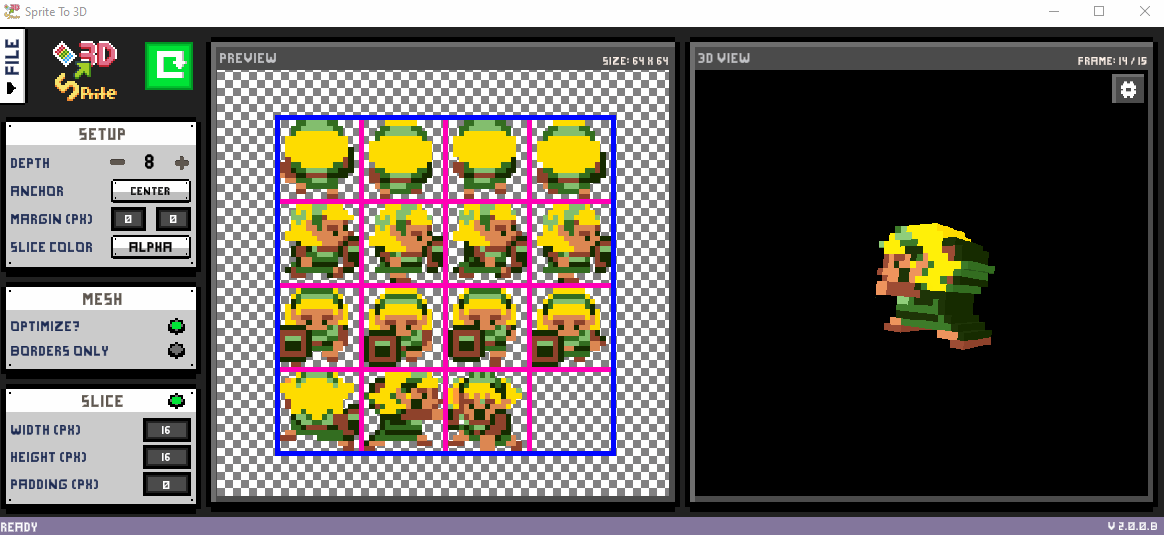 Sprite To 3D
FILE
3D
Sprite
SETUP
DEPTH 8
ANCHOR CENTER
MARGIN (PX) 0 0
SLICE COLOR ALPHA
MESH
OPTIMIZE?
BORDERS ONLY
SLICE
WIDTH (PX) 16
HEIGHT (PX) 16
PADDING (PX) 0
PREVIEW SIZE: 64 X 64
3D VIEW FRAME: 14 / 15
READY V 2.0.0.B